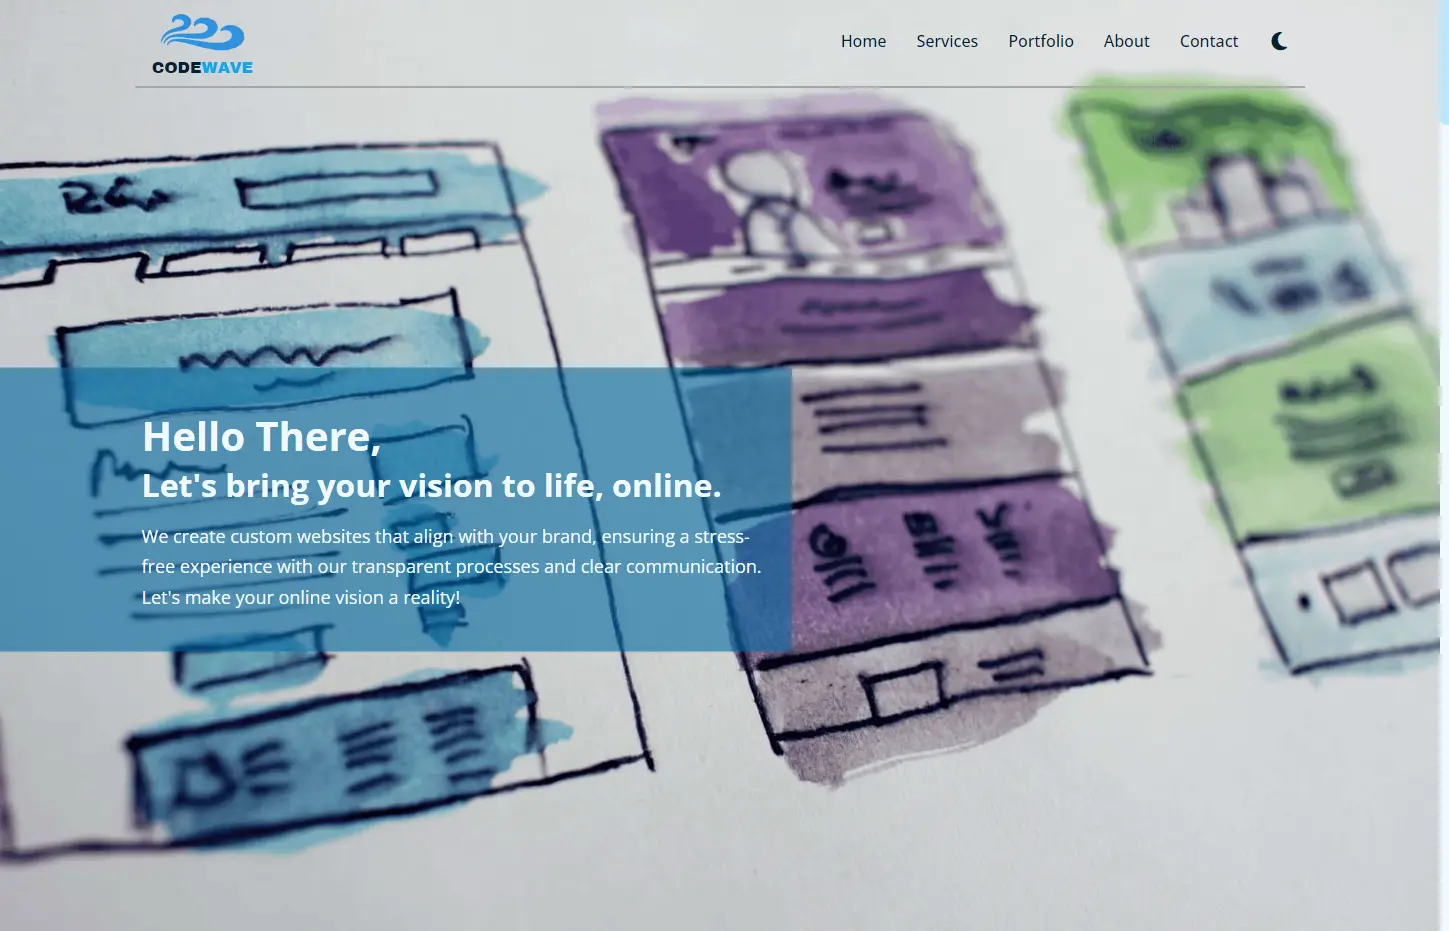 CODEWAVE
Home Services Portfolio About Contact
Hello There,
Let's bring your vision to life, online.
We create custom websites that align with your brand, ensuring a stress-
free experience with our transparent processes and clear communication.
Let's make your online vision a reality!